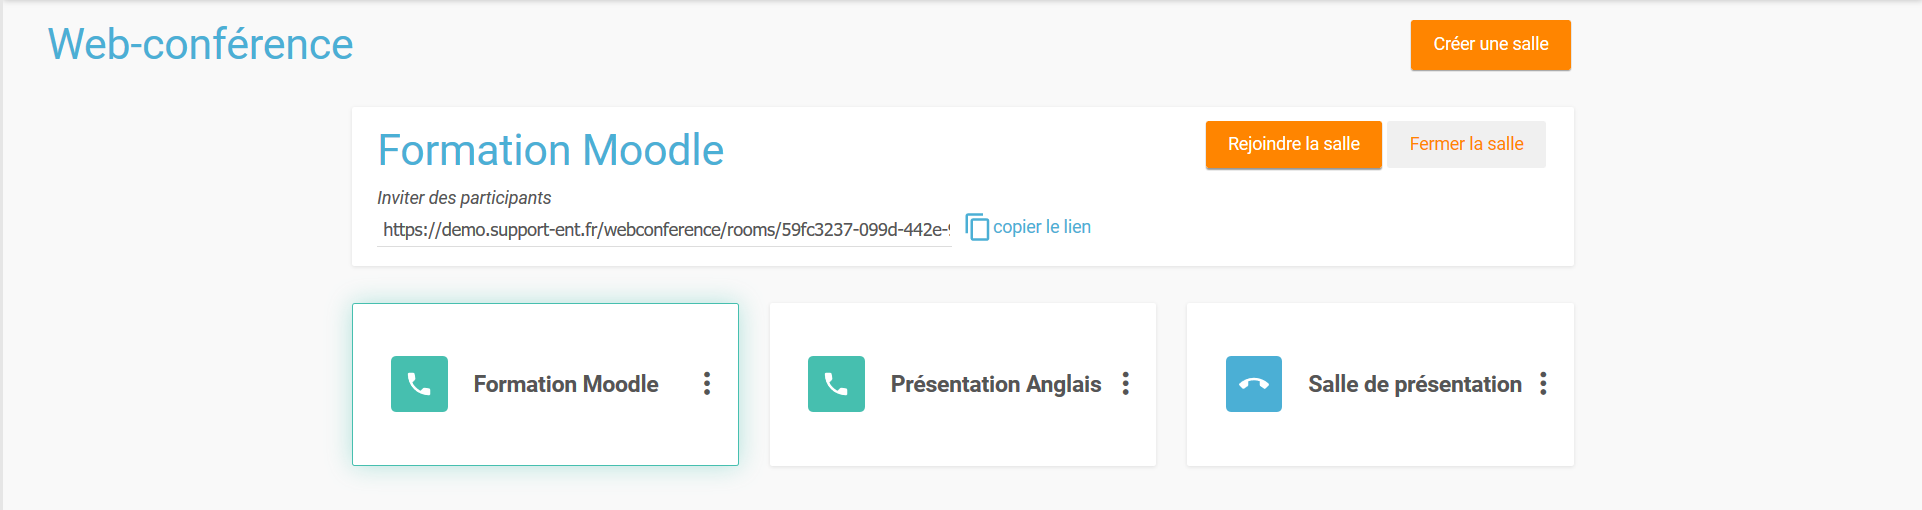 Web-conférence
Créer une salle
Formation Moodle
Rejoindre la salle
Fermer la salle
Inviter des participants
https://demo.support-ent.fr/webconference/rooms/59fc3237-099d-442e-
copier le lien
Formation Moodle
Présentation Anglais
Salle de présentation